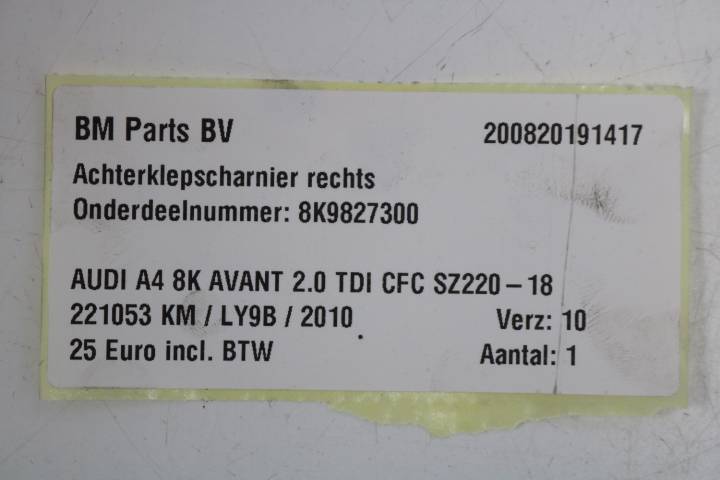 BM Parts BV 200820191417
Achterklepscharnier rechts
Onderdeelnummer: 8K9827300
AUDI A4 8K AVANT 2.0 TDI CFC SZ220-18
221053 KM / LY9B / 2010 Verz: 10
25 Euro incl. BTW Aantal: 1